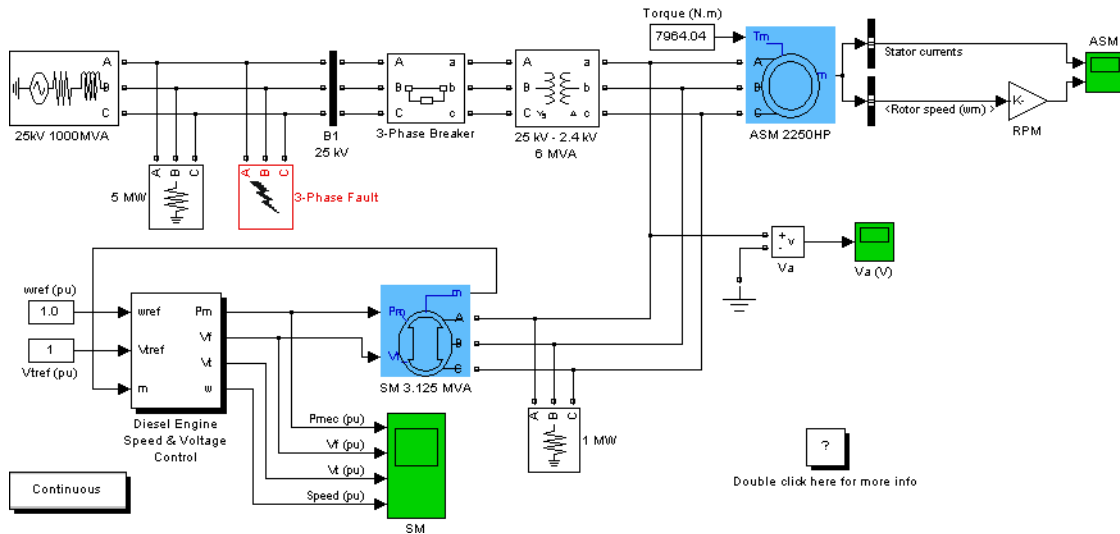 Torque (N.m)
7964.04
Tm
A
B
C
m
ASM 2250HP
Stator currents
<Rotor speed (wm) >
K-
RPM
ASM
A
B
C
25kV 1000MVA
B1
25 kV
A
B
C
a
b
c
3-Phase Breaker
A
B
C
Yg
Δ
a
b
c
25 kV - 2.4 kV
6 MVA
A
B
C
5 MW
A
B
C
3-Phase Fault
+
-
v
Va
Va (V)
wref (pu)
1.0
1
Vtref (pu)
wref
Vtref
m
Pm
Vf
Vt
w
Diesel Engine
Speed & Voltage
Control
Pm
Vf
m
A
B
C
SM 3.125 MVA
A
B
C
1 MW
Pmec (pu)
Vf (pu)
Vt (pu)
Speed (pu)
SM
?
Double click here for more info
Continuous